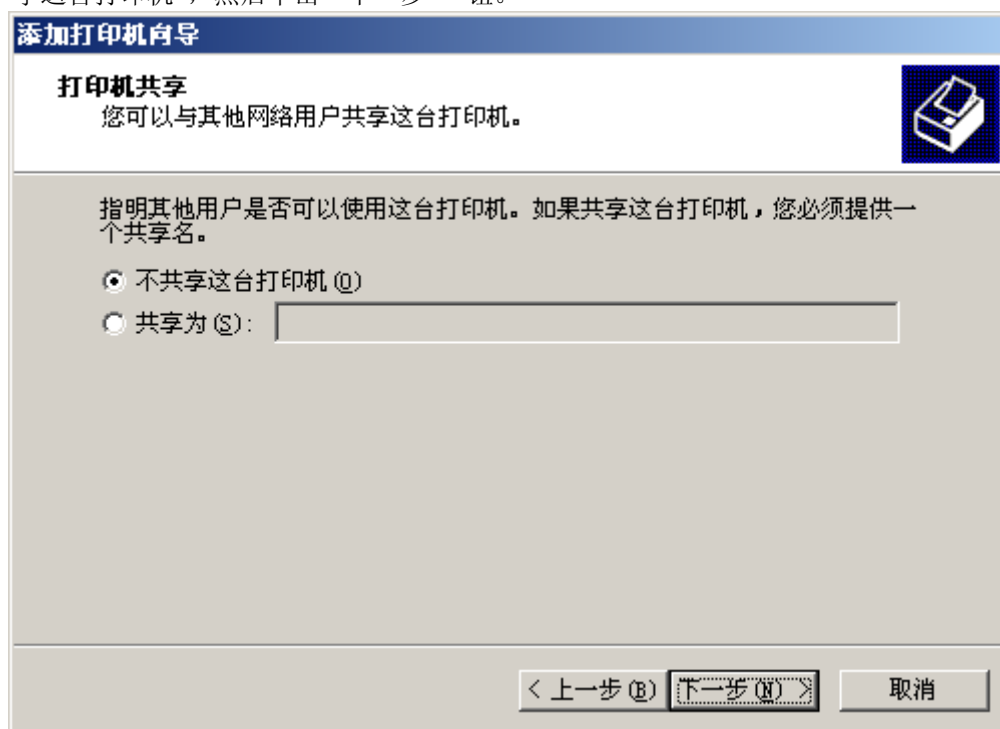 添加打印机向导
打印机共享
您可以与其他网络用户共享这台打印机。
指明其他用户是否可以使用这台打印机。如果共享这台打印机，您必须提供一
个共享名。
不共享这台打印机(O)
共享为(S):
< 上一步(B) 下一步(N) > 取消